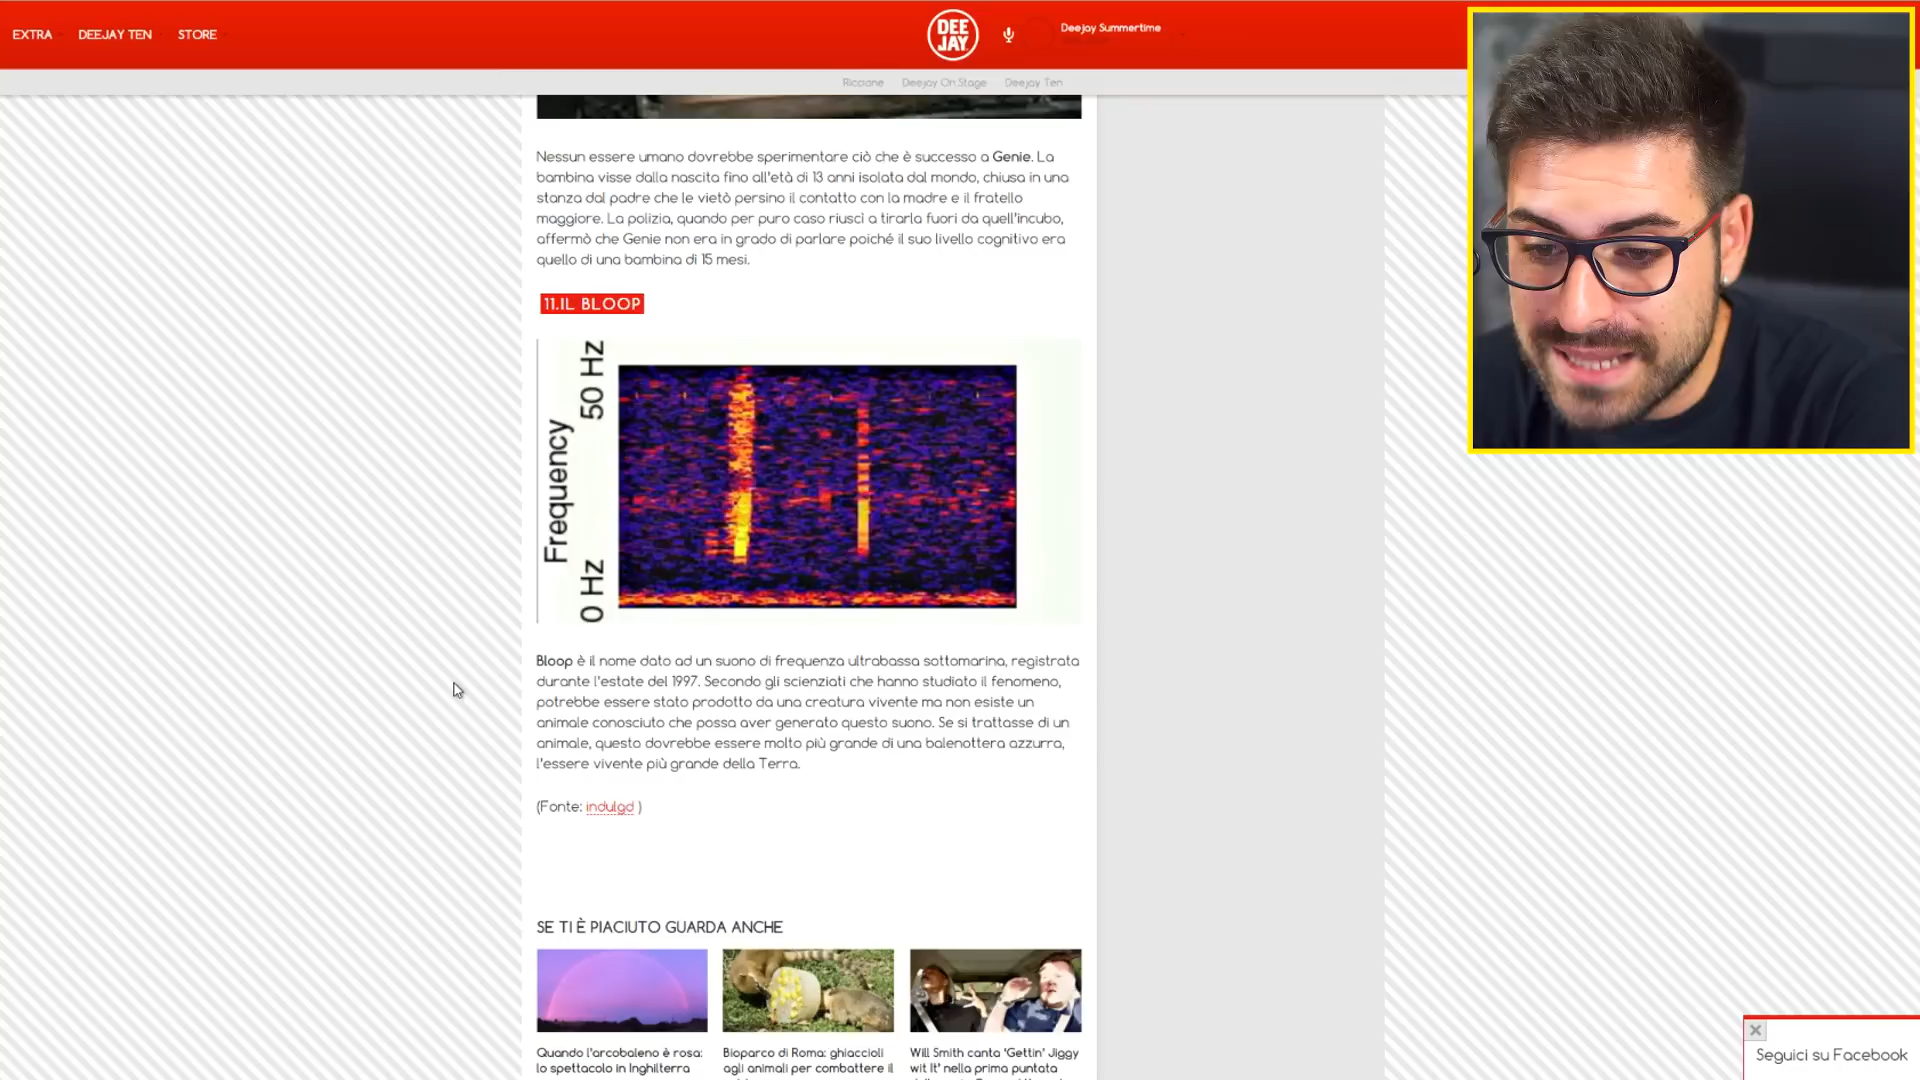 EXTRA
DEEJAY TEN
STORE
DEE
JAY
Deejay Summertime
Riccione
Deejay On Stage
Deejay Ten
Nessun essere umano dovrebbe sperimentare ciò che è successo a Genie. La
bambina visse dalla nascita fino all'età di 13 anni isolata dal mondo, chiusa in una
stanza dal padre che le vietò persino il contatto con la madre e il fratello
maggiore. La polizia, quando per puro caso riuscì a tirarla fuori da quell'incubo,
affermò che Genie non era in grado di parlare poiché il suo livello cognitivo era
quello di una bambina di 15 mesi.
11.IL BLOOP
Frequency
50 Hz
0 Hz
Bloop è il nome dato ad un suono di frequenza ultrabassa sottomarina, registrata
durante l'estate del 1997. Secondo gli scienziati che hanno studiato il fenomeno,
potrebbe essere stato prodotto da una creatura vivente ma non esiste un
animale conosciuto che possa aver generato questo suono. Se si trattasse di un
animale, questo dovrebbe essere molto più grande di una balenottera azzurra,
l'essere vivente più grande della Terra.
(Fonte: indulgd )
SE TI È PIACIUTO GUARDA ANCHE
Quando l'arcobaleno è rosa:
lo spettacolo in Inghilterra
Bioparco di Roma: ghiaccioli
agli animali per combattere il
Will Smith canta 'Gettin' Jiggy
wit It' nella prima puntata
Seguici su Facebook